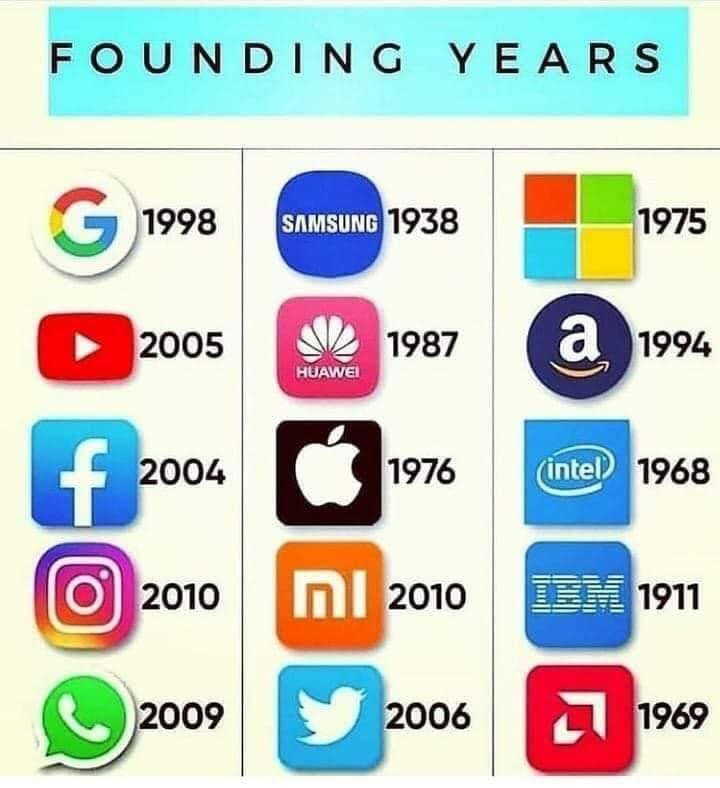 FOUNDING YEARS
1998
SAMSUNG 1938
1975
2005
HUAWEI
1987
a
1994
f
2004
1976
intel
1968
2010
mi
2010
IBM
1911
2009
2006
1969